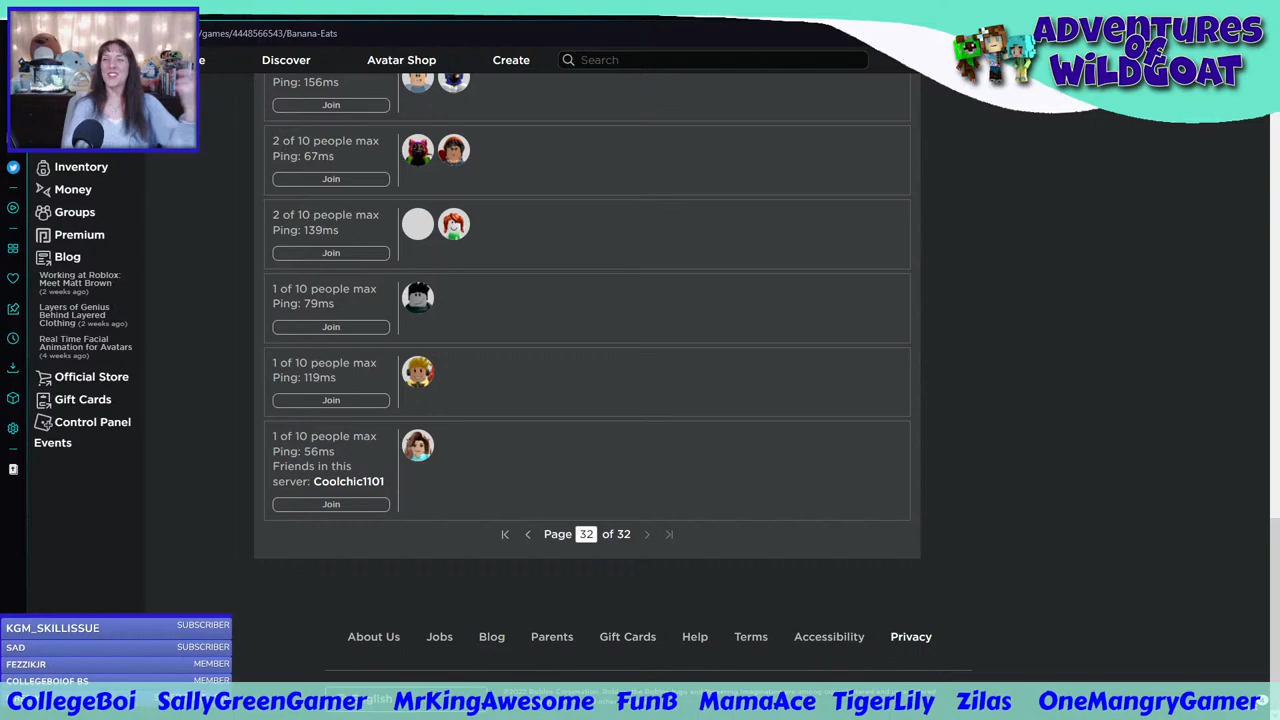 /games/4448566543/Banana-Eats
Discover
Avatar Shop
Create
Search
ADVENTURES
OF
WILDGOAT
Inventory
Money
Groups
Premium
Blog
Working at Roblox:
Meet Matt Brown
(2 weeks ago)
Layers of Genius
Behind Layered
Clothing (2 weeks ago)
Real Time Facial
Animation for Avatars
(4 weeks ago)
Official Store
Gift Cards
Control Panel
Events
Ping: 156ms
Join
2 of 10 people max
Ping: 67ms
Join
2 of 10 people max
Ping: 139ms
Join
1 of 10 people max
Ping: 79ms
Join
1 of 10 people max
Ping: 119ms
Join
1 of 10 people max
Ping: 56ms
Friends in this
server: Coolchic1101
Join
Page 32 of 32
About Us Jobs Blog Parents Gift Cards Help Terms Accessibility Privacy
KGM_SKILLISSUE SUBSCRIBER
SAD SUBSCRIBER
FEZZIKJR MEMBER
COLLEGEBOIOF BS MEMBER
English
CollegeBoi SallyGreenGamer MrKingAwesome FunB MamaAce TigerLily Zilas OneMangryGamer